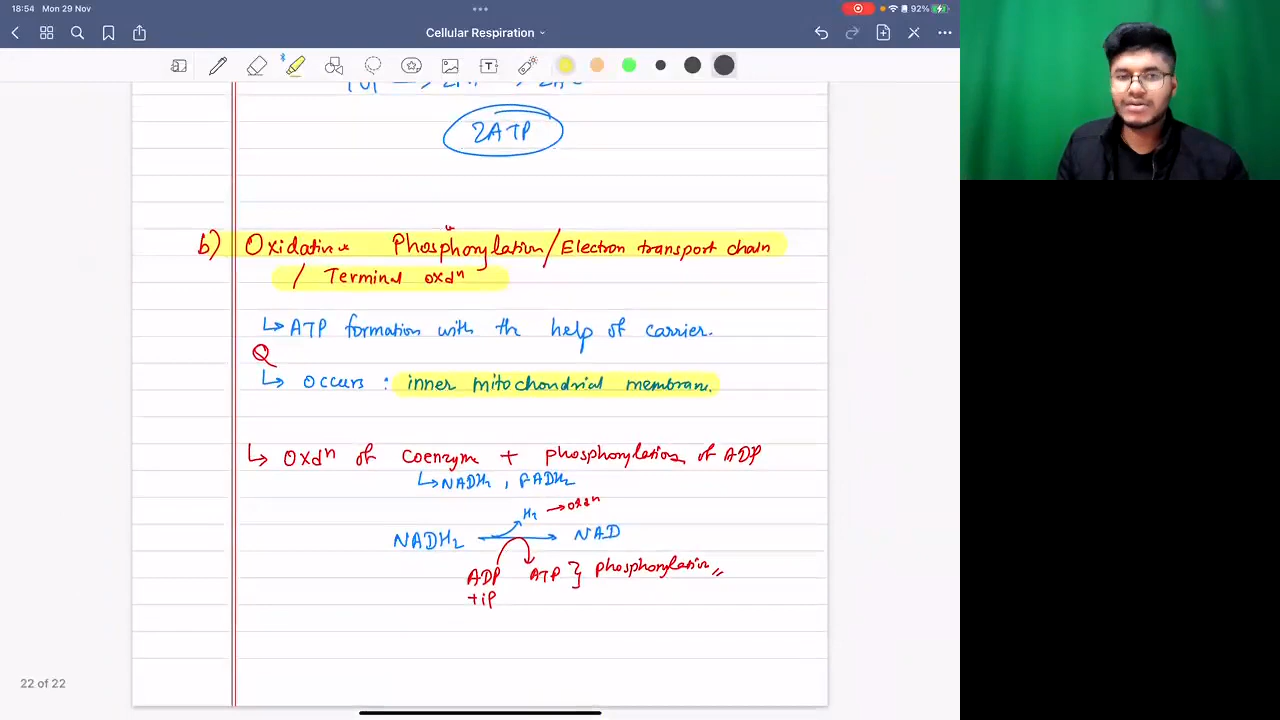 18:54 Mon 29 Nov
92%
Cellular Respiration
2ATP
b) Oxidative Phosphorylation/Electron transport chain
/ Terminal oxdⁿ
↳ ATP formation with the help of carrier.
Q
↳ occurs : inner mitochondrial membrane.
↳ oxdⁿ of coenzyme + phosphorylation of ADP
↳ NADH₂, FADH₂
H₂ → oxdⁿ
NADH₂ → NAD
ADP ATP } phosphorylation
+ip
22 of 22